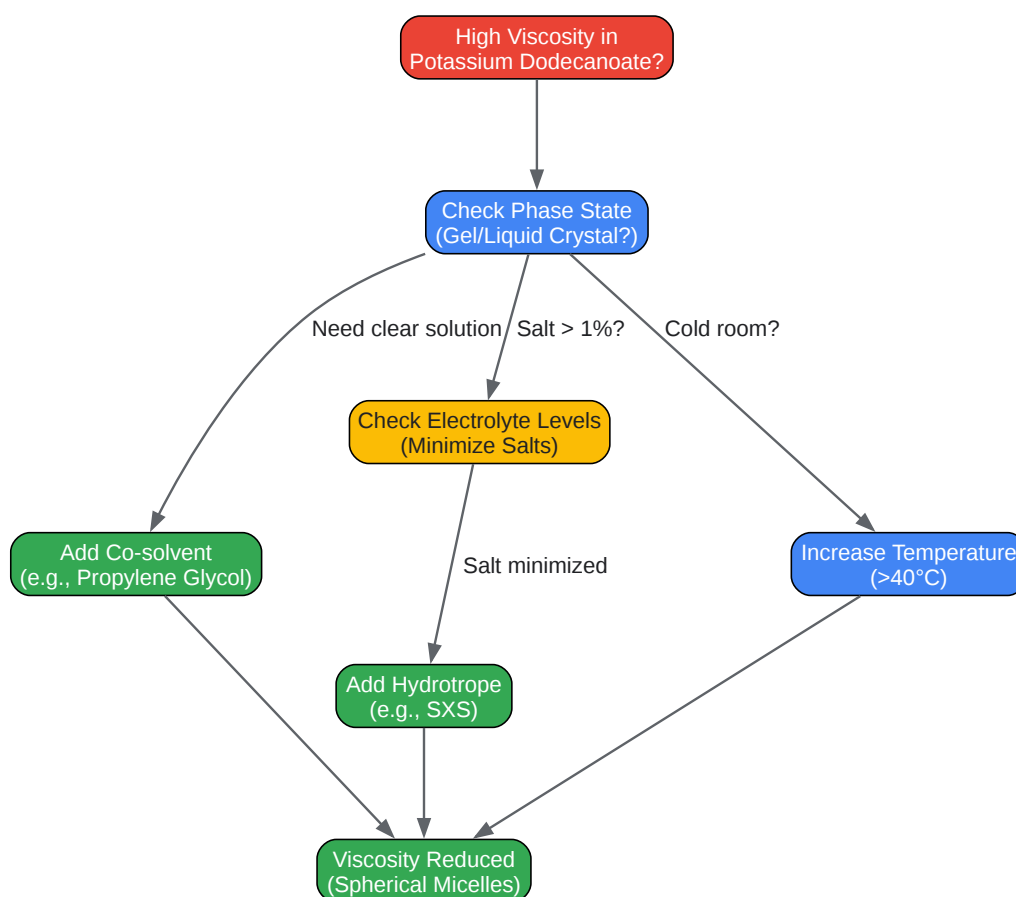 High Viscosity in
Potassium Dodecanoate?
Check Phase State
(Gel/Liquid Crystal?)
Need clear solution
Salt > 1%?
Cold room?
Check Electrolyte Levels
(Minimize Salts)
Add Co-solvent
(e.g., Propylene Glycol)
Salt minimized
Increase Temperature
(>40°C)
Add Hydrotrope
(e.g., SXS)
Viscosity Reduced
(Spherical Micelles)